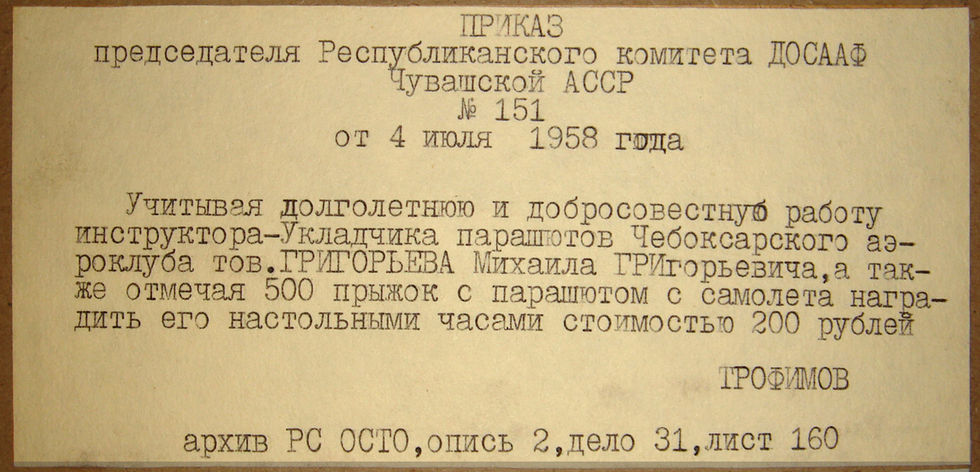 ПРИКАЗ
председателя Республиканского комитета ДОСААФ
Чувашской АССР
№ 151
от 4 июля 1958 года
Учитывая долголетнюю и добросовестную работу
инструктора-Укладчика парашютов Чебоксарского аэ-
роклуба тов.ГРИГОРЬЕВА Михаила ГРИгорьевича,а так-
же отмечая 500 прыжок с парашютом с самолета награ-
дить его настольными часами стоимостью 200 рублей
ТРОФИМОВ
архив РС ОСТО,опись 2,дело 31,лист 160